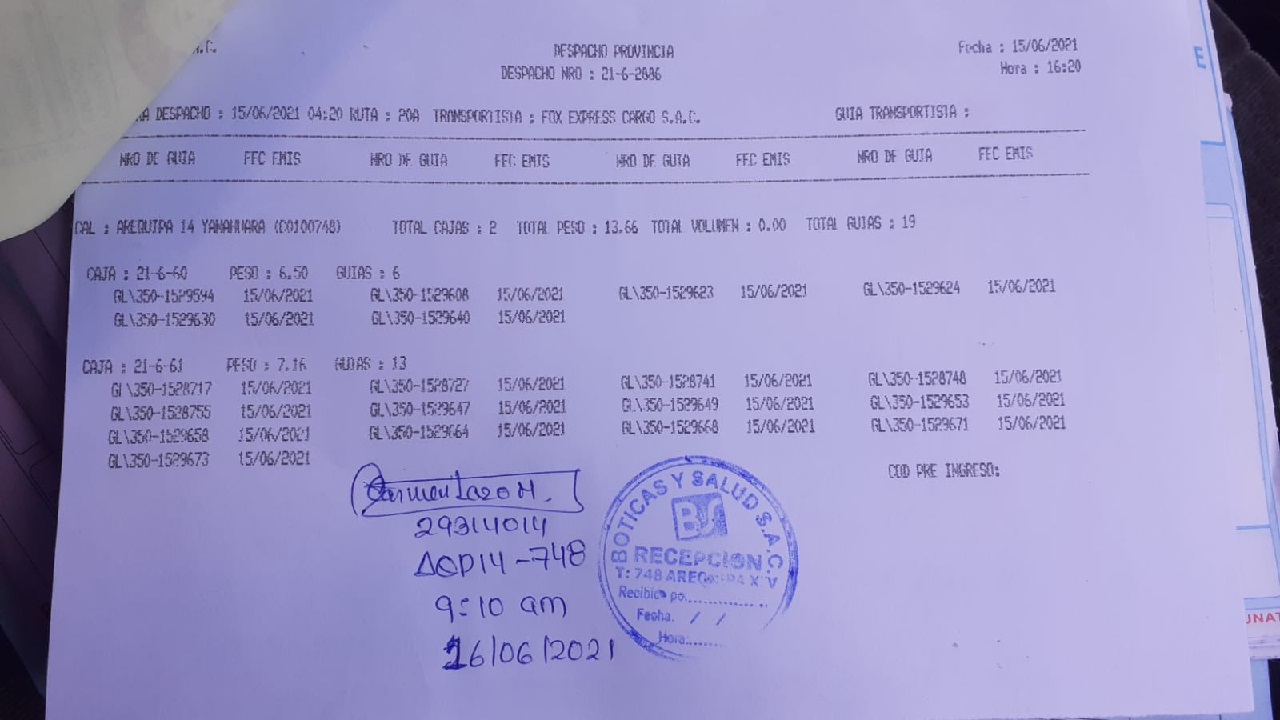 DESPACHO PROVINCIA
Fecha : 15/06/2021
DESPACHO NRO : 21-6-2886
Hora : 16:20
DESPACHO : 15/06/2021 04:20 RUTA : POA TRANSPORTISTA : FOX EXPRESS CARGO S.A.C. GUIA TRANSPORTISTA :
NRO DE GUIA FEC EMIS NRO DE GUIA FEC EMIS NRO DE GUIA FEC EMIS NRO DE GUIA FEC EMIS
CAL : AREQUIPA 14 YANAHUARA (C0100748) TOTAL CAJAS : 2 TOTAL PESO : 13.66 TOTAL VOLUMEN : 0.00 TOTAL GUIAS : 19
CAJA : 21-6-60 PESO : 6.50 GUIAS : 6
GL\350-1529594 15/06/2021 GL\350-1529608 15/06/2021 GL\350-1529623 15/06/2021 GL\350-1529624 15/06/2021
GL\350-1529630 15/06/2021 GL\350-1529640 15/06/2021
CAJA : 21-6-61 PESO : 7.16 GUIAS : 13
GL\350-1528717 15/06/2021 GL\350-1528727 15/06/2021 GL\350-1528741 15/06/2021 GL\350-1528748 15/06/2021
GL\350-1528755 15/06/2021 GL\350-1529647 15/06/2021 GL\350-1529649 15/06/2021 GL\350-1529653 15/06/2021
GL\350-1529658 15/06/2021 GL\350-1529664 15/06/2021 GL\350-1529668 15/06/2021 GL\350-1529671 15/06/2021
GL\350-1529673 15/06/2021
COD PRE INGRESO:
29314014
AQP14-748
9:10 am
16/06/2021
BOTICAS Y SALUD S.A.C.
BS
RECEPCION
T: 748 AREQUIPA XIV
Recibido po.
Fecha. / /
Hora: